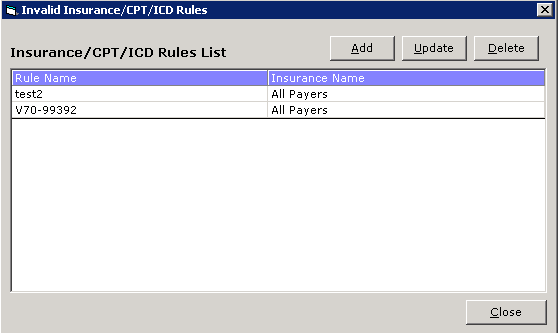 Invalid Insurance/CPT/ICD Rules
Insurance/CPT/ICD Rules List
Add Update Delete
Rule Name Insurance Name
test2 All Payers
V70-99392 All Payers
Close